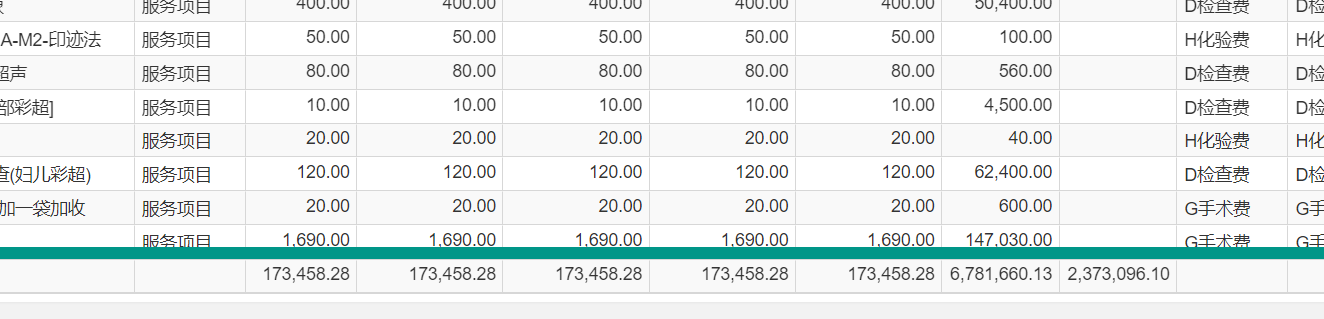 象 服务项目 400.00 400.00 400.00 400.00 400.00 50,400.00 D检查费 D检
A-M2-印迹法 服务项目 50.00 50.00 50.00 50.00 50.00 100.00 H化验费 H化
超声 服务项目 80.00 80.00 80.00 80.00 80.00 560.00 D检查费 D检
部彩超] 服务项目 10.00 10.00 10.00 10.00 10.00 4,500.00 D检查费 D检
服务项目 20.00 20.00 20.00 20.00 20.00 40.00 H化验费 H化
查(妇儿彩超) 服务项目 120.00 120.00 120.00 120.00 120.00 62,400.00 D检查费 D检
加一袋加收 服务项目 20.00 20.00 20.00 20.00 20.00 600.00 G手术费 G手
服务项目 1,690.00 1,690.00 1,690.00 1,690.00 1,690.00 147,030.00 G手术费 G手
173,458.28 173,458.28 173,458.28 173,458.28 173,458.28 6,781,660.13 2,373,096.10